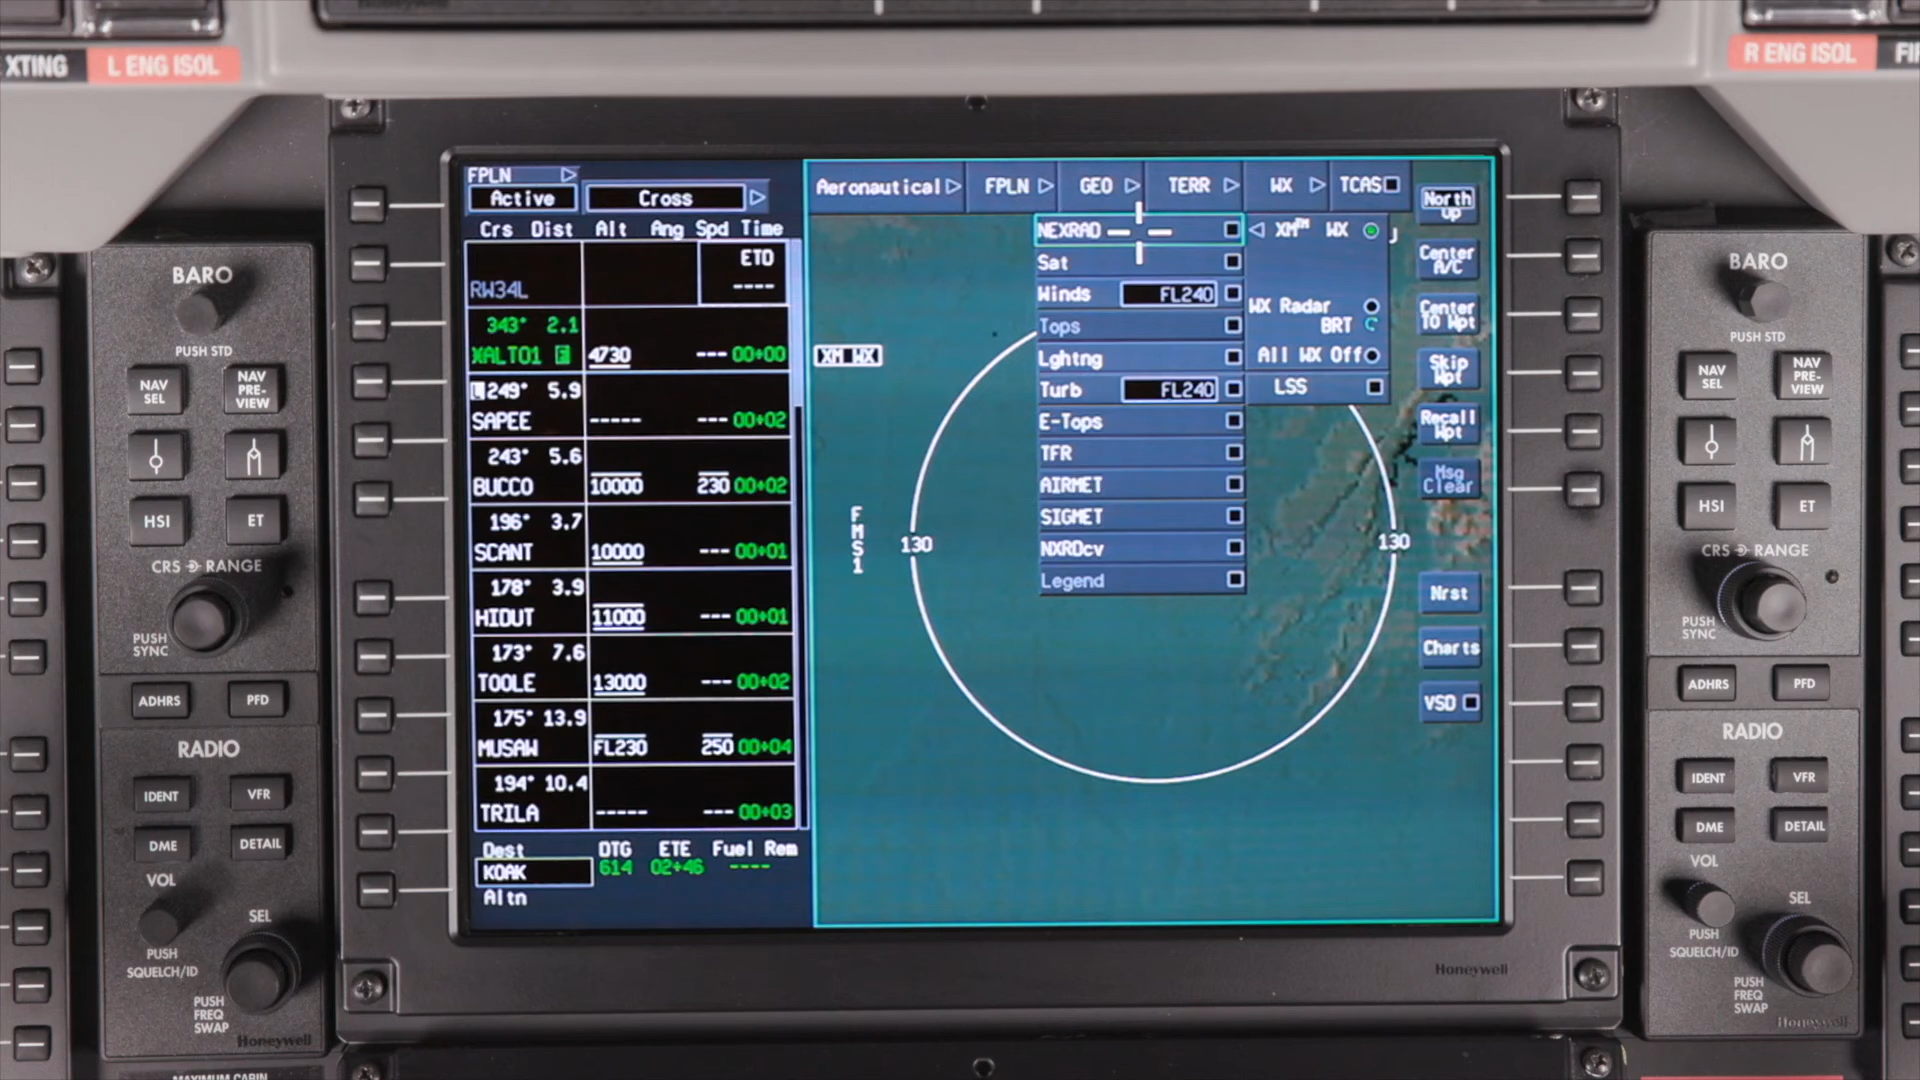 Honeywell
XTING
L ENG ISOL
R ENG ISOL
BARO
PUSH STD
NAV SEL
NAV PRE-VIEW
HSI
ET
CRS RANGE
PUSH SYNC
ADHRS
PFD
RADIO
IDENT
VFR
DME
DETAIL
VOL
SEL
PUSH SQUELCH/ID
PUSH FREQ SWAP
Honeywell
MAXIMUM CABIN
FPLN
Active
Cross
Crs Dist Alt Ang Spd Time
ETO
RW34L ----
343° 2.1
XALTO1 F 4730 --- 00+00
L 249° 5.9
SAPEE ----- --- 00+02
243° 5.6
BUCCO 10000 230 00+02
196° 3.7
SCANT 10000 --- 00+01
178° 3.9
HIDUT 11000 --- 00+01
173° 7.6
TOOLE 13000 --- 00+02
175° 13.9
MUSAW FL230 250 00+04
194° 10.4
TRILA ----- --- 00+03
Dest DTG ETE Fuel Rem
KOAK 614 02+46 ----
Altn
Aeronautical FPLN GEO TERR WX TCAS
NEXRAD
Sat
Winds FL240
Tops
Lghtng
Turb FL240
E-Tops
TFR
AIRMET
SIGMET
NXRDcv
Legend
XM™ WX
WX Radar
BRT
All WX Off
LSS
XM WX
FMS1
130
130
North Up
Center A/C
Center TO Wpt
Skip Wpt
Recall Wpt
Msg Clear
Nrst
Charts
VSD
Honeywell
BARO
PUSH STD
NAV SEL
NAV PRE-VIEW
HSI
ET
CRS RANGE
PUSH SYNC
ADHRS
PFD
RADIO
IDENT
VFR
DME
DETAIL
VOL
SEL
PUSH SQUELCH/ID
PUSH FREQ SWAP
Honeywell